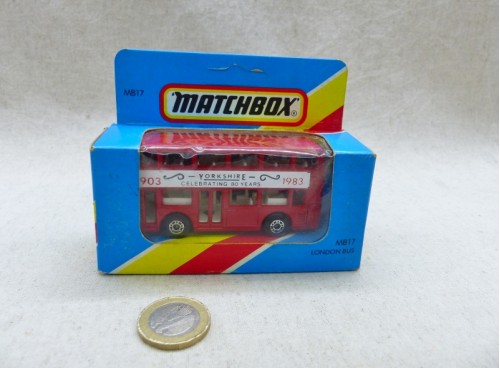 MB17
MATCHBOX®
YORKSHIRE
903 CELEBRATING 80 YEARS 1983
MB17
LONDON BUS